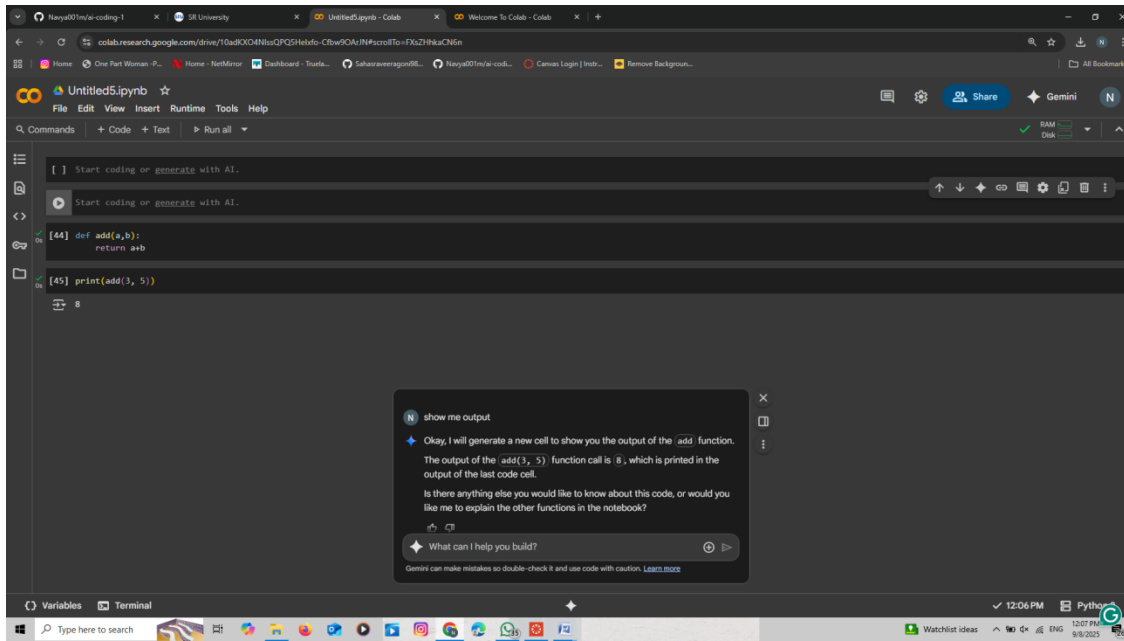 Navya001m/ai-coding-1
SR University
Untitled5.ipynb - Colab
Welcome To Colab - Colab
colab.research.google.com/drive/10adKXO4NlssQPQ5HeIxfo-Cfbw9OArJN#scrollTo=FXsZHhkaCN6n
Home
One Part Woman -P...
Home - NetMirror
Dashboard - Truela...
Sahasraveeragoni98...
Navya001m/ai-codi...
Canvas Login | Instr...
Remove Backgroun...
All Bookmark
Untitled5.ipynb
File Edit View Insert Runtime Tools Help
Share
Gemini
N
Commands + Code + Text Run all
RAM
Disk
[ ] Start coding or generate with AI.
Start coding or generate with AI.
0s [44] def add(a,b):
return a+b
0s [45] print(add(3, 5))
8
N show me output
Okay, I will generate a new cell to show you the output of the add function.
The output of the add(3, 5) function call is 8, which is printed in the
output of the last code cell.
Is there anything else you would like to know about this code, or would you
like me to explain the other functions in the notebook?
What can I help you build?
Gemini can make mistakes so double-check it and use code with caution. Learn more
{} Variables Terminal
12:06 PM
Type here to search
Watchlist ideas
ENG
12:07 PM
9/8/2025